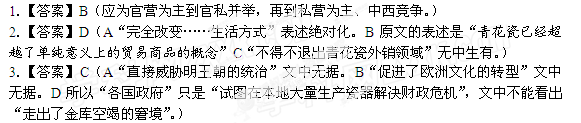 1.【答案】B（应为官营为主到官私并举，再到私营为主、中西竞争。）
2.【答案】D（A“完全改变……生活方式”表述绝对化。B 原文的表述是“青花瓷已经超
越了单纯意义上的贸易商品的概念”C“不得不退出青花瓷外销领域”无中生有。）
3.【答案】C（A“直接威胁明王朝的统治”文中无据。B“促进了欧洲文化的转型”文中
无据。D 所以“各国政府”只是“试图在本地大量生产瓷器解决财政危机”，文中不能看出
“走出了金库空竭的窘境”。）